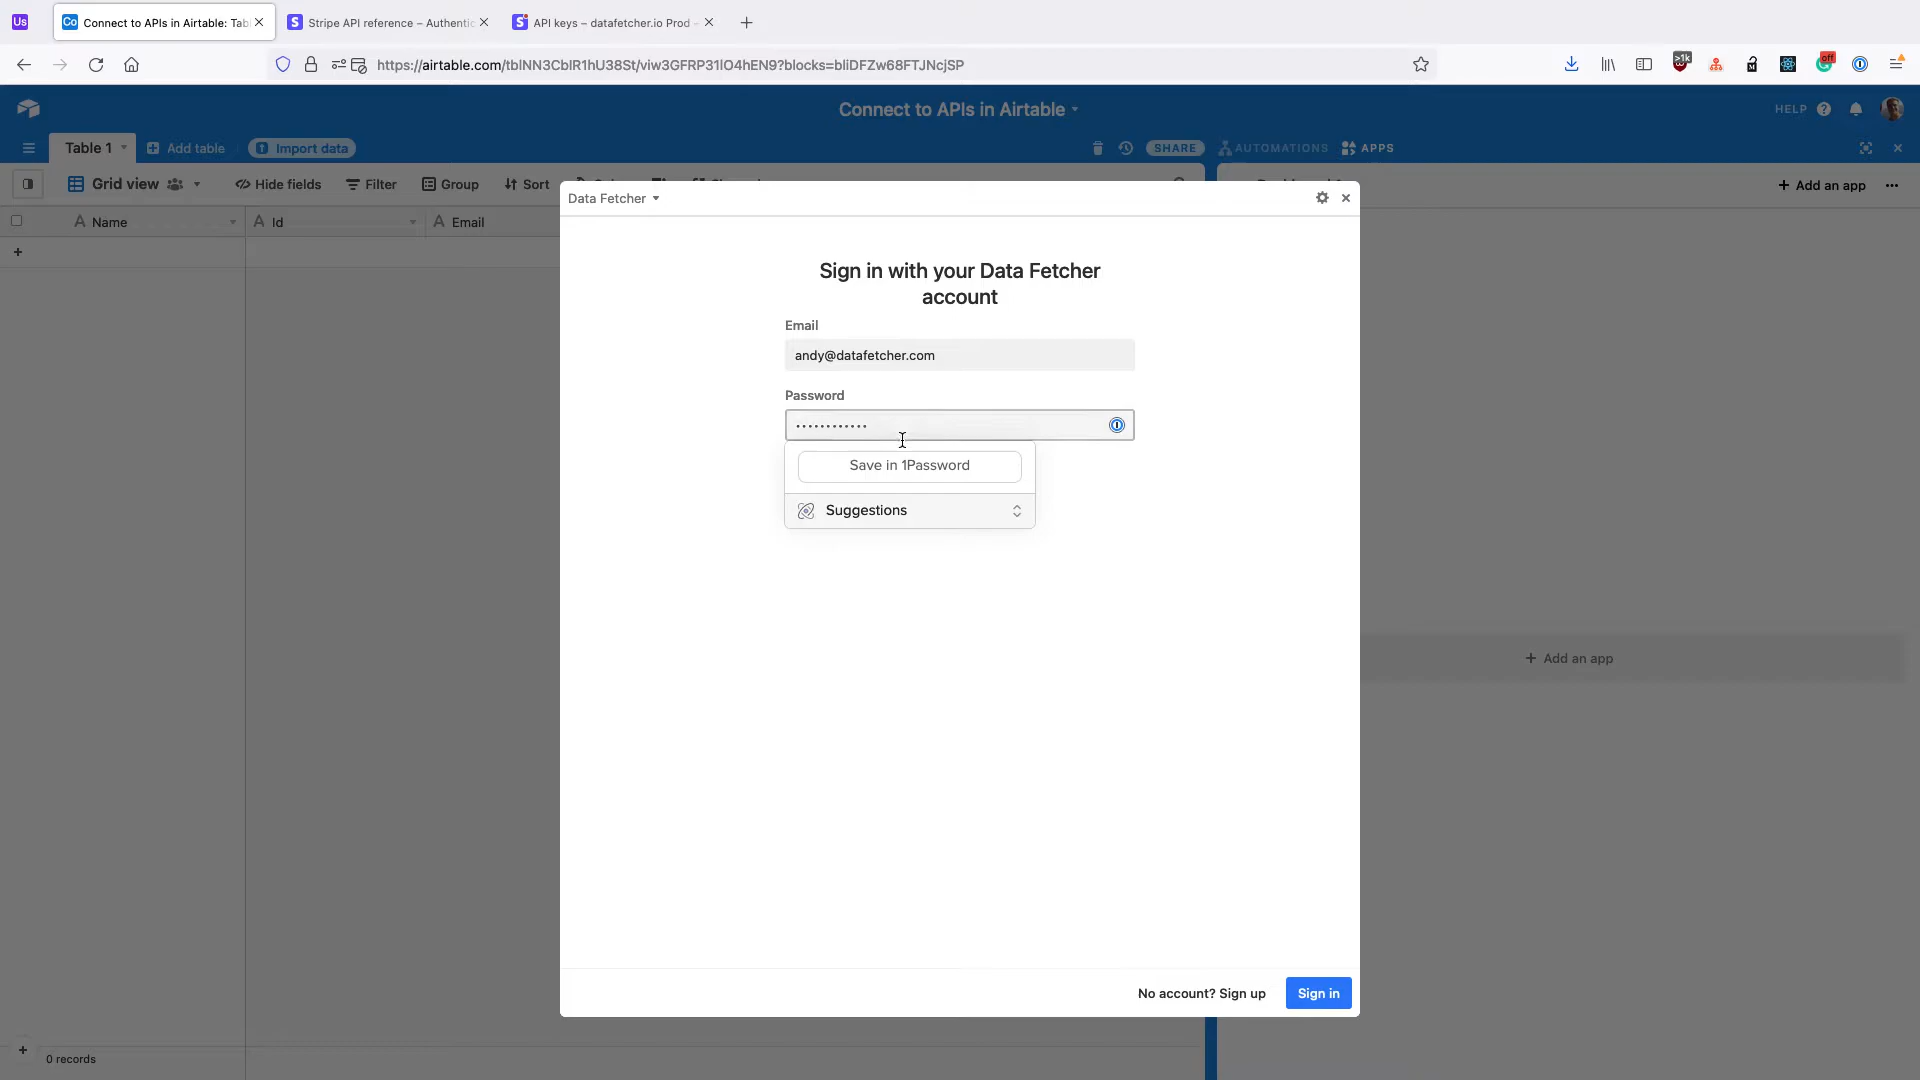 Us
Co
Connect to APIs in Airtable: Tab
Stripe API reference – Authentic
API keys – datafetcher.io Prod –
https://airtable.com/tblNN3CblR1hU38St/viw3GFRP31lO4hEN9?blocks=bliDFZw68FTJNcjSP
>1k
off
Connect to APIs in Airtable
HELP
Table 1
Add table
Import data
SHARE
AUTOMATIONS
APPS
Grid view
Hide fields
Filter
Group
Sort
Add an app
Data Fetcher
Name
Id
Email
Sign in with your Data Fetcher
account
Email
andy@datafetcher.com
Password
••••••••••••
Save in 1Password
Suggestions
Add an app
No account? Sign up
Sign in
0 records